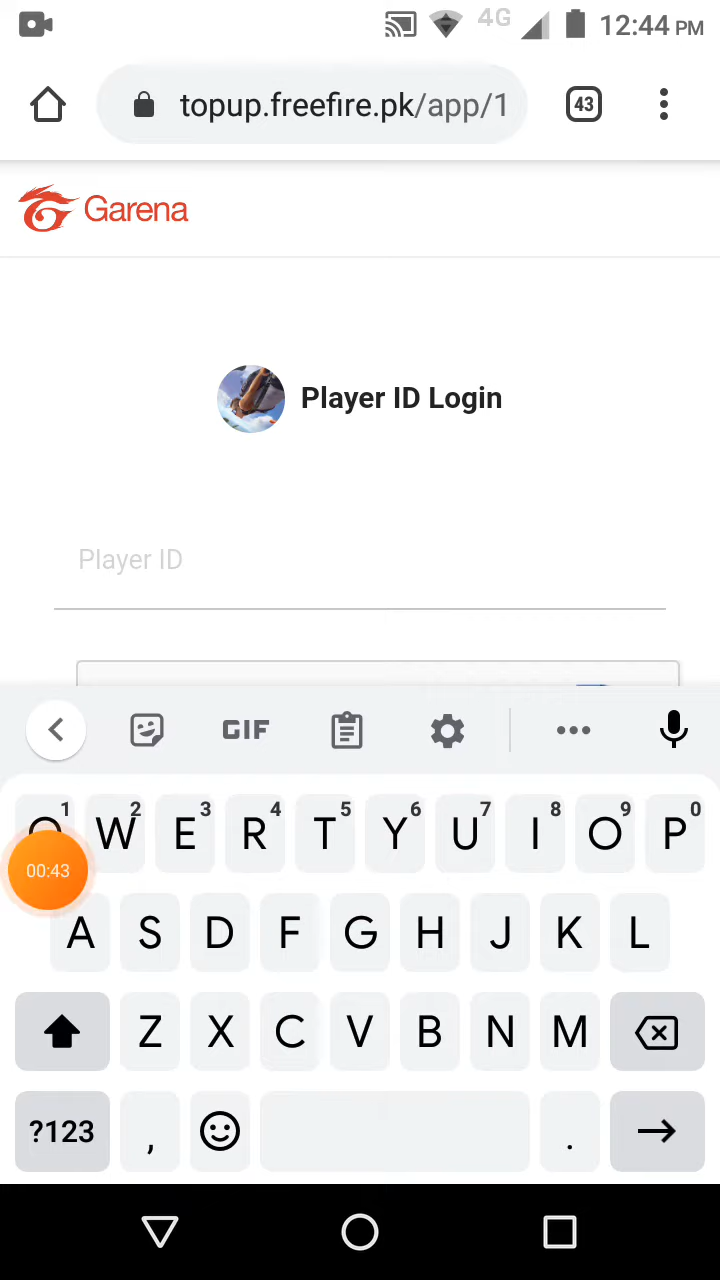 4G 12:44 PM
topup.freefire.pk/app/1 43
Garena
Player ID Login
Player ID
GIF
1 2 3 4 5 6 7 8 9 0
Q W E R T Y U I O P
00:43
A S D F G H J K L
Z X C V B N M
?123 , .